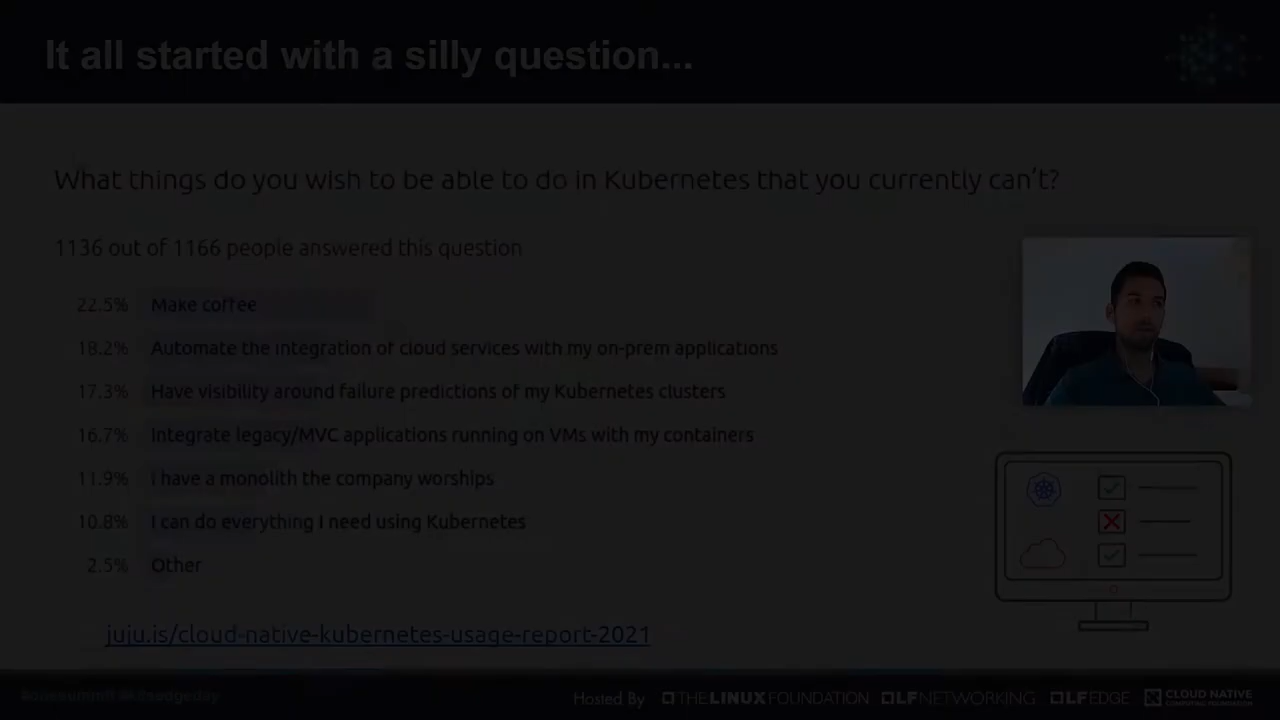 It all started with a silly question...
What things do you wish to be able to do in Kubernetes that you currently can't?
1136 out of 1166 people answered this question
22.5% Make coffee
18.2% Automate the integration of cloud services with my on-prem applications
17.3% Have visibility around failure predictions of my Kubernetes clusters
16.7% Integrate legacy/MVC applications running on VMs with my containers
11.9% I have a monolith the company worships
10.8% I can do everything I need using Kubernetes
2.5% Other
juju.is/cloud-native-kubernetes-usage-report-2021
Hosted By THE LINUX FOUNDATION LF NETWORKING LF EDGE CLOUD NATIVE
COMPUTING FOUNDATION